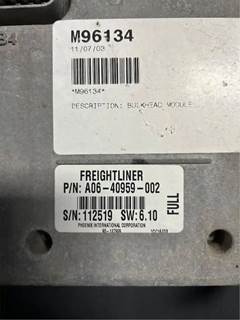 M96134
11/07/03
*M96134*
DESCRIPTION: BULKHEAD MODULE
FREIGHTLINER
P/N: A06-40959-002
S/N:112519 SW:6.10
PHOENIX INTERNATIONAL CORPORATION
FULL